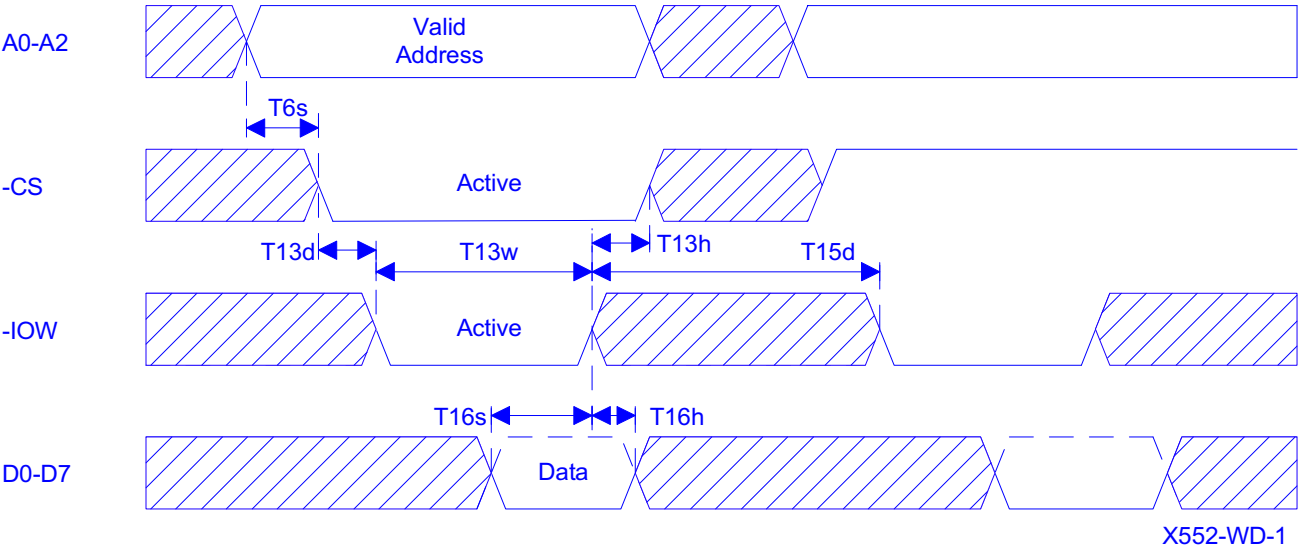 A0-A2
Valid
Address
T6s
-CS
Active
T13d
T13w
T13h
T15d
-IOW
Active
T16s
T16h
D0-D7
Data
X552-WD-1